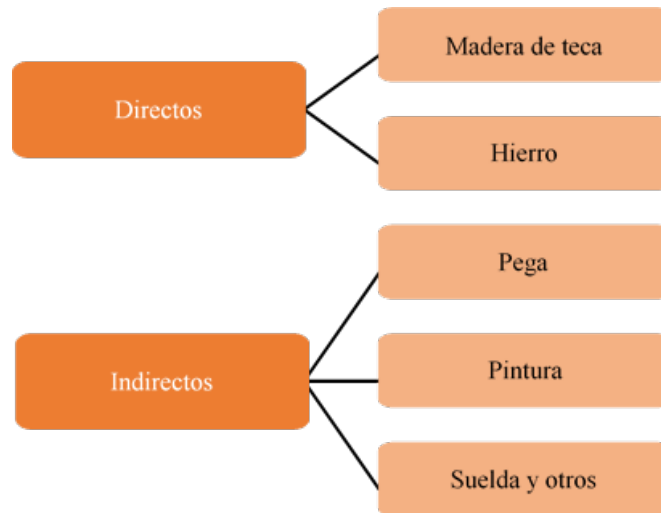 Directos
Madera de teca
Hierro
Indirectos
Pega
Pintura
Suelda y otros